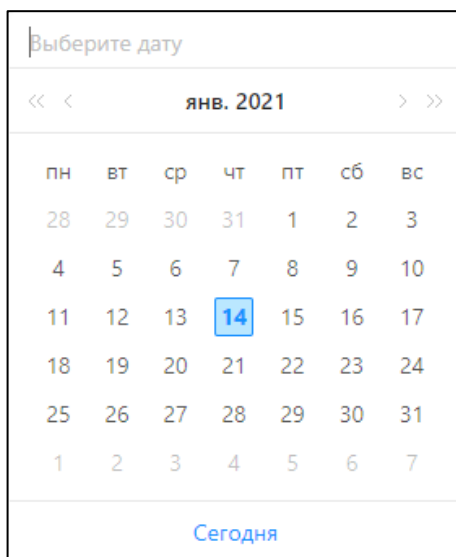 Выберите дату
янв. 2021
пн вт ср чт пт сб вс
28 29 30 31 1 2 3
4 5 6 7 8 9 10
11 12 13 14 15 16 17
18 19 20 21 22 23 24
25 26 27 28 29 30 31
1 2 3 4 5 6 7
Сегодня